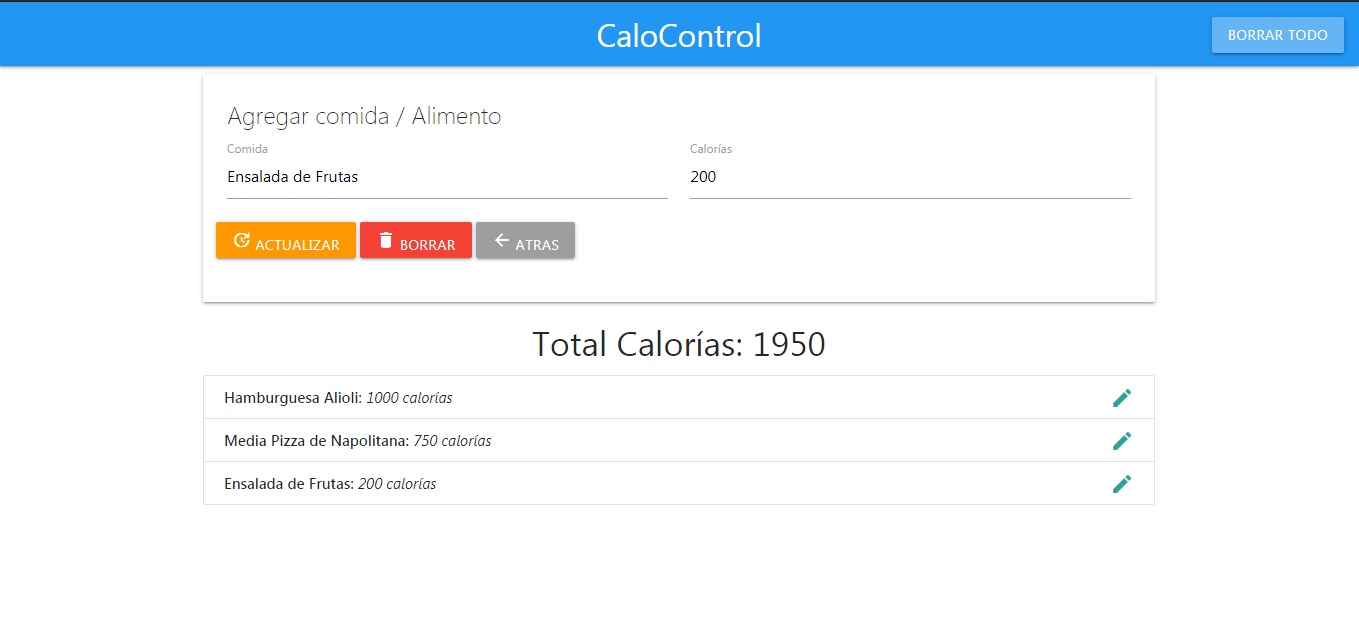 CaloControl
BORRAR TODO
Agregar comida / Alimento
Comida
Calorías
Ensalada de Frutas
200
ACTUALIZAR
BORRAR
ATRAS
Total Calorías: 1950
Hamburguesa Alioli: 1000 calorías
Media Pizza de Napolitana: 750 calorías
Ensalada de Frutas: 200 calorías